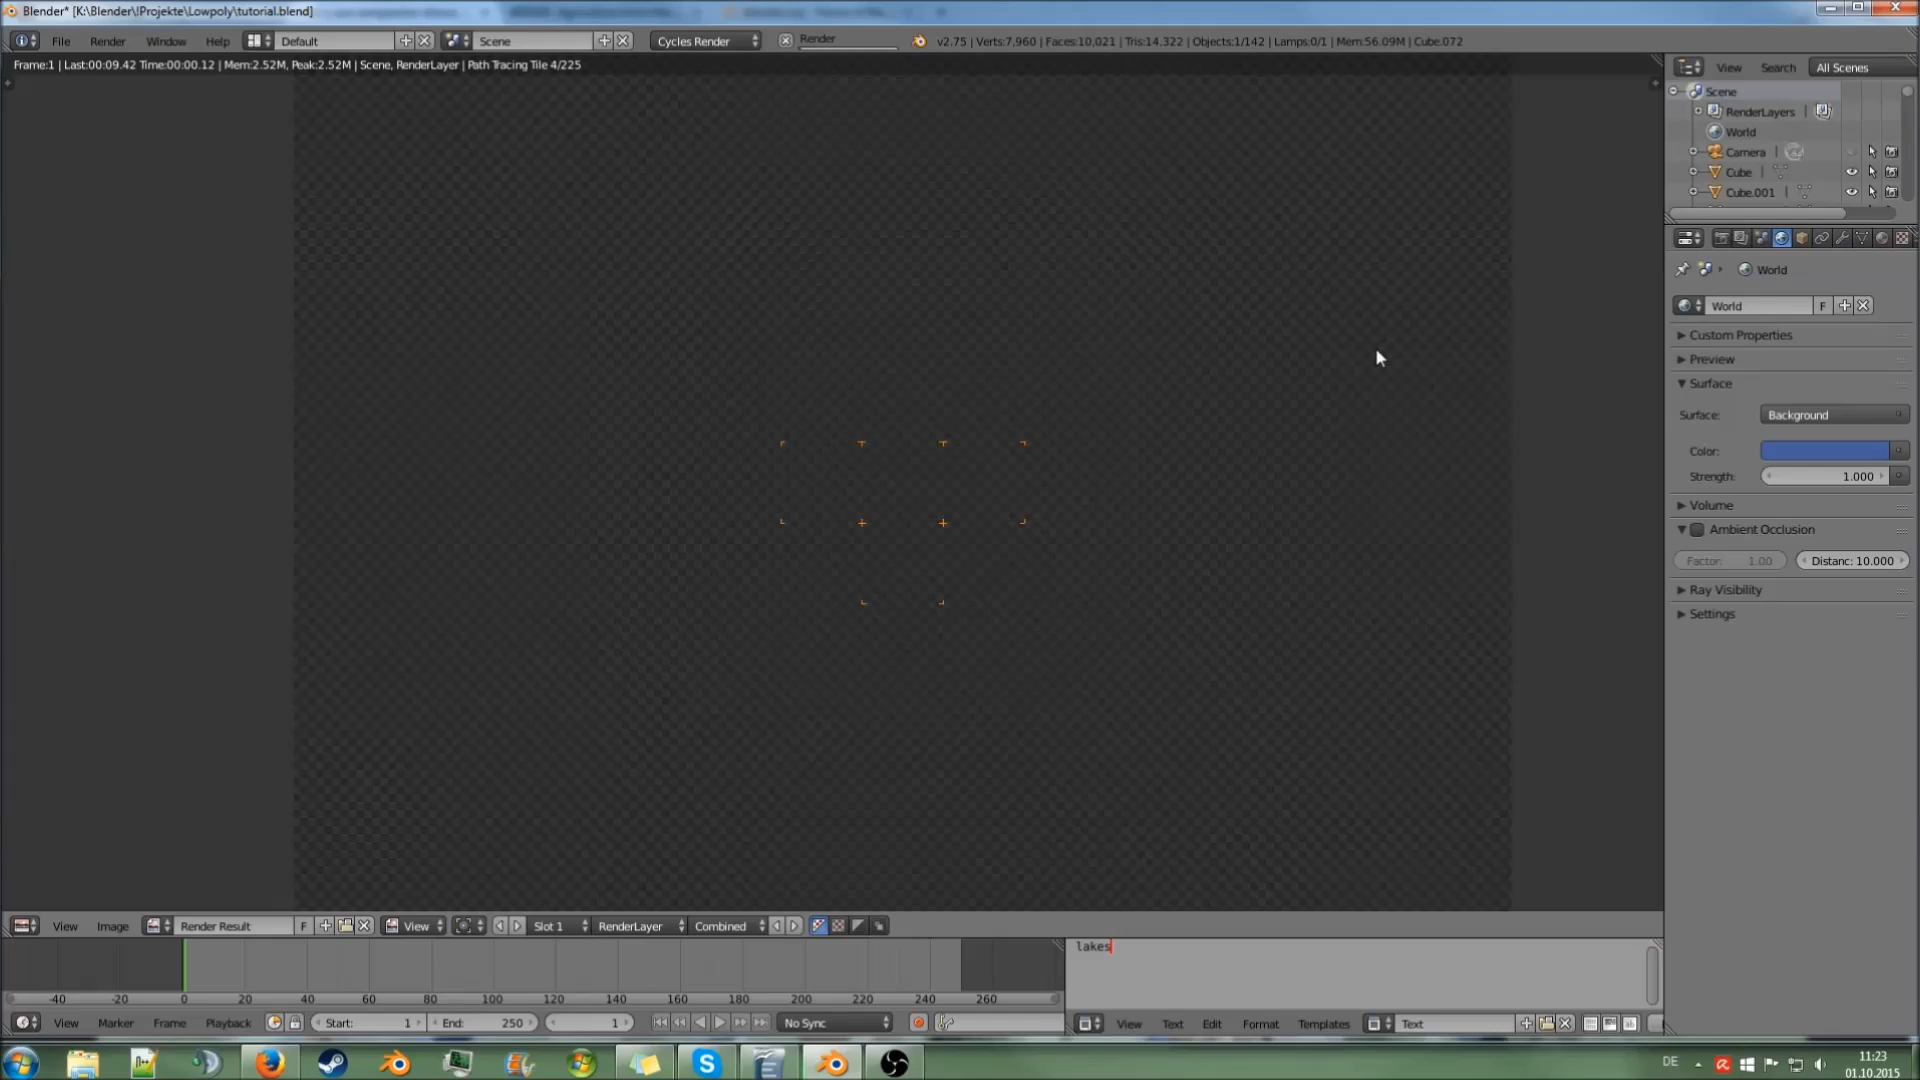 Blender* [K:\Blender\!Projekte\Lowpoly\tutorial.blend]
File Render Window Help Default Scene Cycles Render Render v2.75 | Verts:7,960 | Faces:10,021 | Tris:14,322 | Objects:1/142 | Lamps:0/1 | Mem:56.09M | Cube.072
Frame:1 | Last:00:09.42 Time:00:00.12 | Mem:2.52M, Peak:2.52M | Scene, RenderLayer | Path Tracing Tile 4/225
View Search All Scenes
Scene
RenderLayers |
World
Camera |
Cube |
Cube.001 |
World
World F
Custom Properties
Preview
Surface
Surface: Background
Color:
Strength: 1.000
Volume
Ambient Occlusion
Factor: 1.00 Distanc: 10.000
Ray Visibility
Settings
View Image Render Result F View Slot 1 RenderLayer Combined
lakes
-40 -20 0 20 40 60 80 100 120 140 160 180 200 220 240 260
View Marker Frame Playback Start: 1 End: 250 1 No Sync
View Text Edit Format Templates Text
DE 11:23
01.10.2015